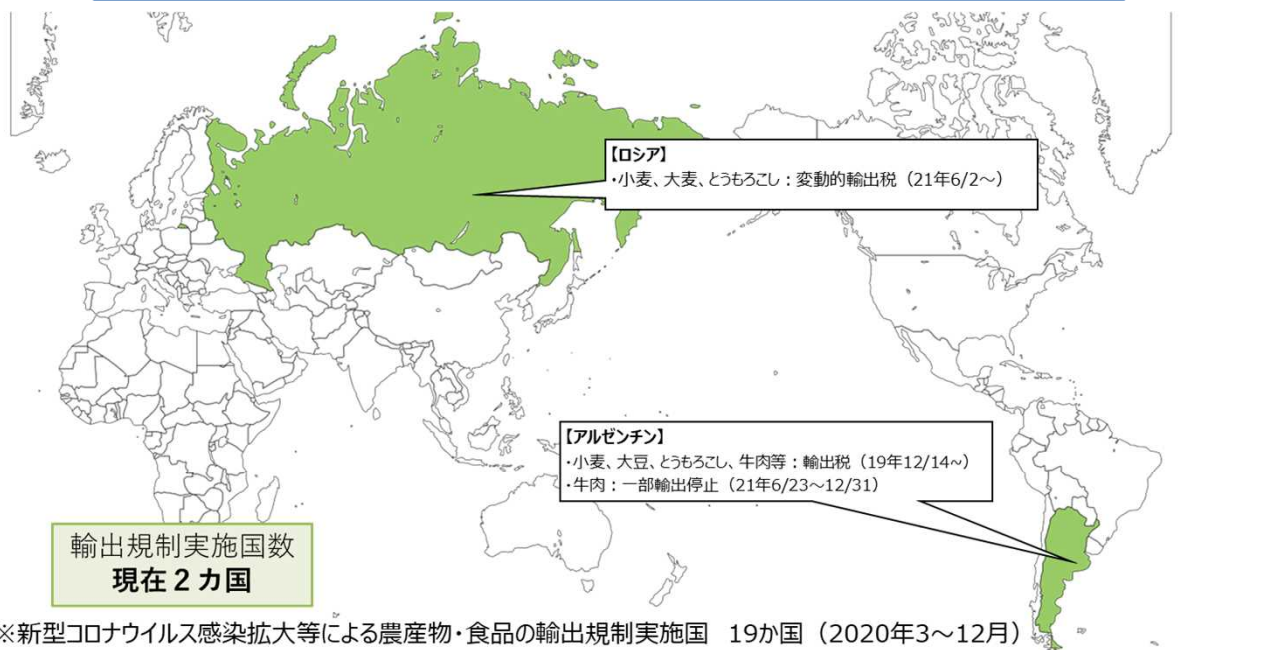 【ロシア】
・小麦、大麦、とうもろこし：変動的輸出税（21年6/2～）
【アルゼンチン】
・小麦、大豆、とうもろこし、牛肉等：輸出税（19年12/14~）
・牛肉：一部輸出停止（21年6/23～12/31）
輸出規制実施国数
現在２カ国
※新型コロナウイルス感染拡大等による農産物・食品の輸出規制実施国 19か国（2020年3～12月）